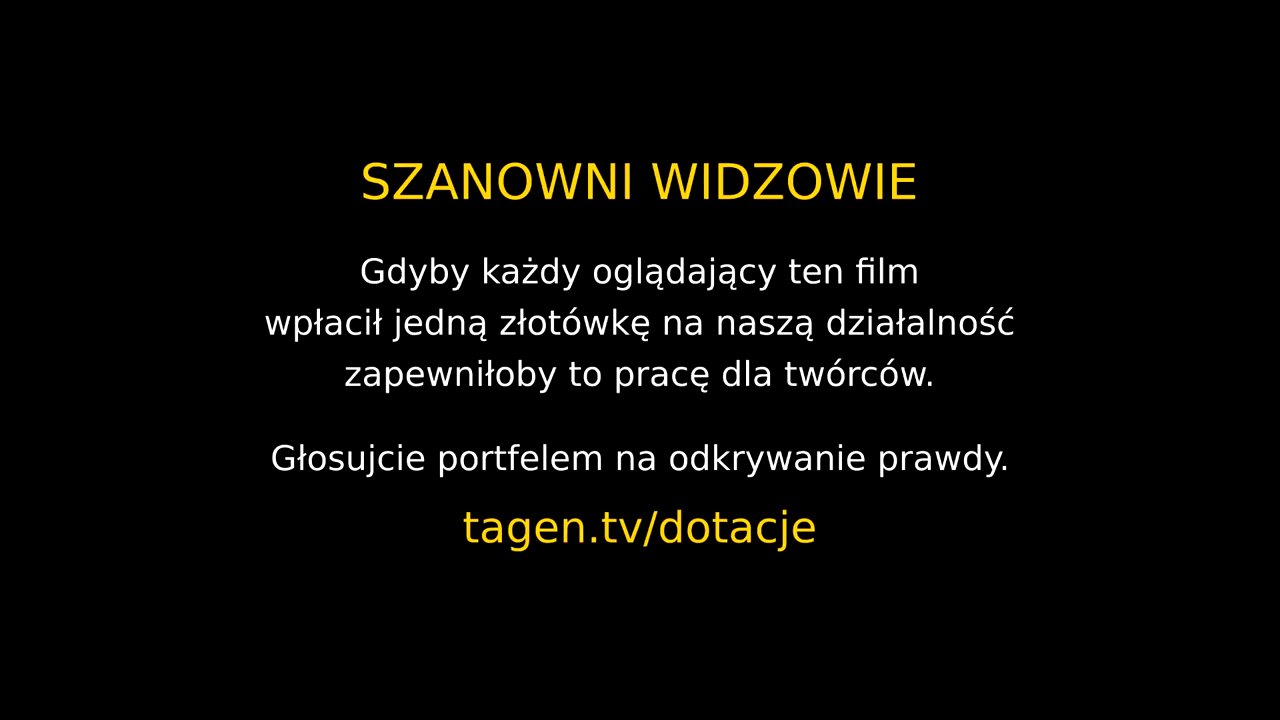 SZANOWNI WIDZOWIE
Gdyby każdy oglądający ten film
wpłacił jedną złotówkę na naszą działalność
zapewniłoby to pracę dla twórców.
Głosujcie portfelem na odkrywanie prawdy.
tagen.tv/dotacje